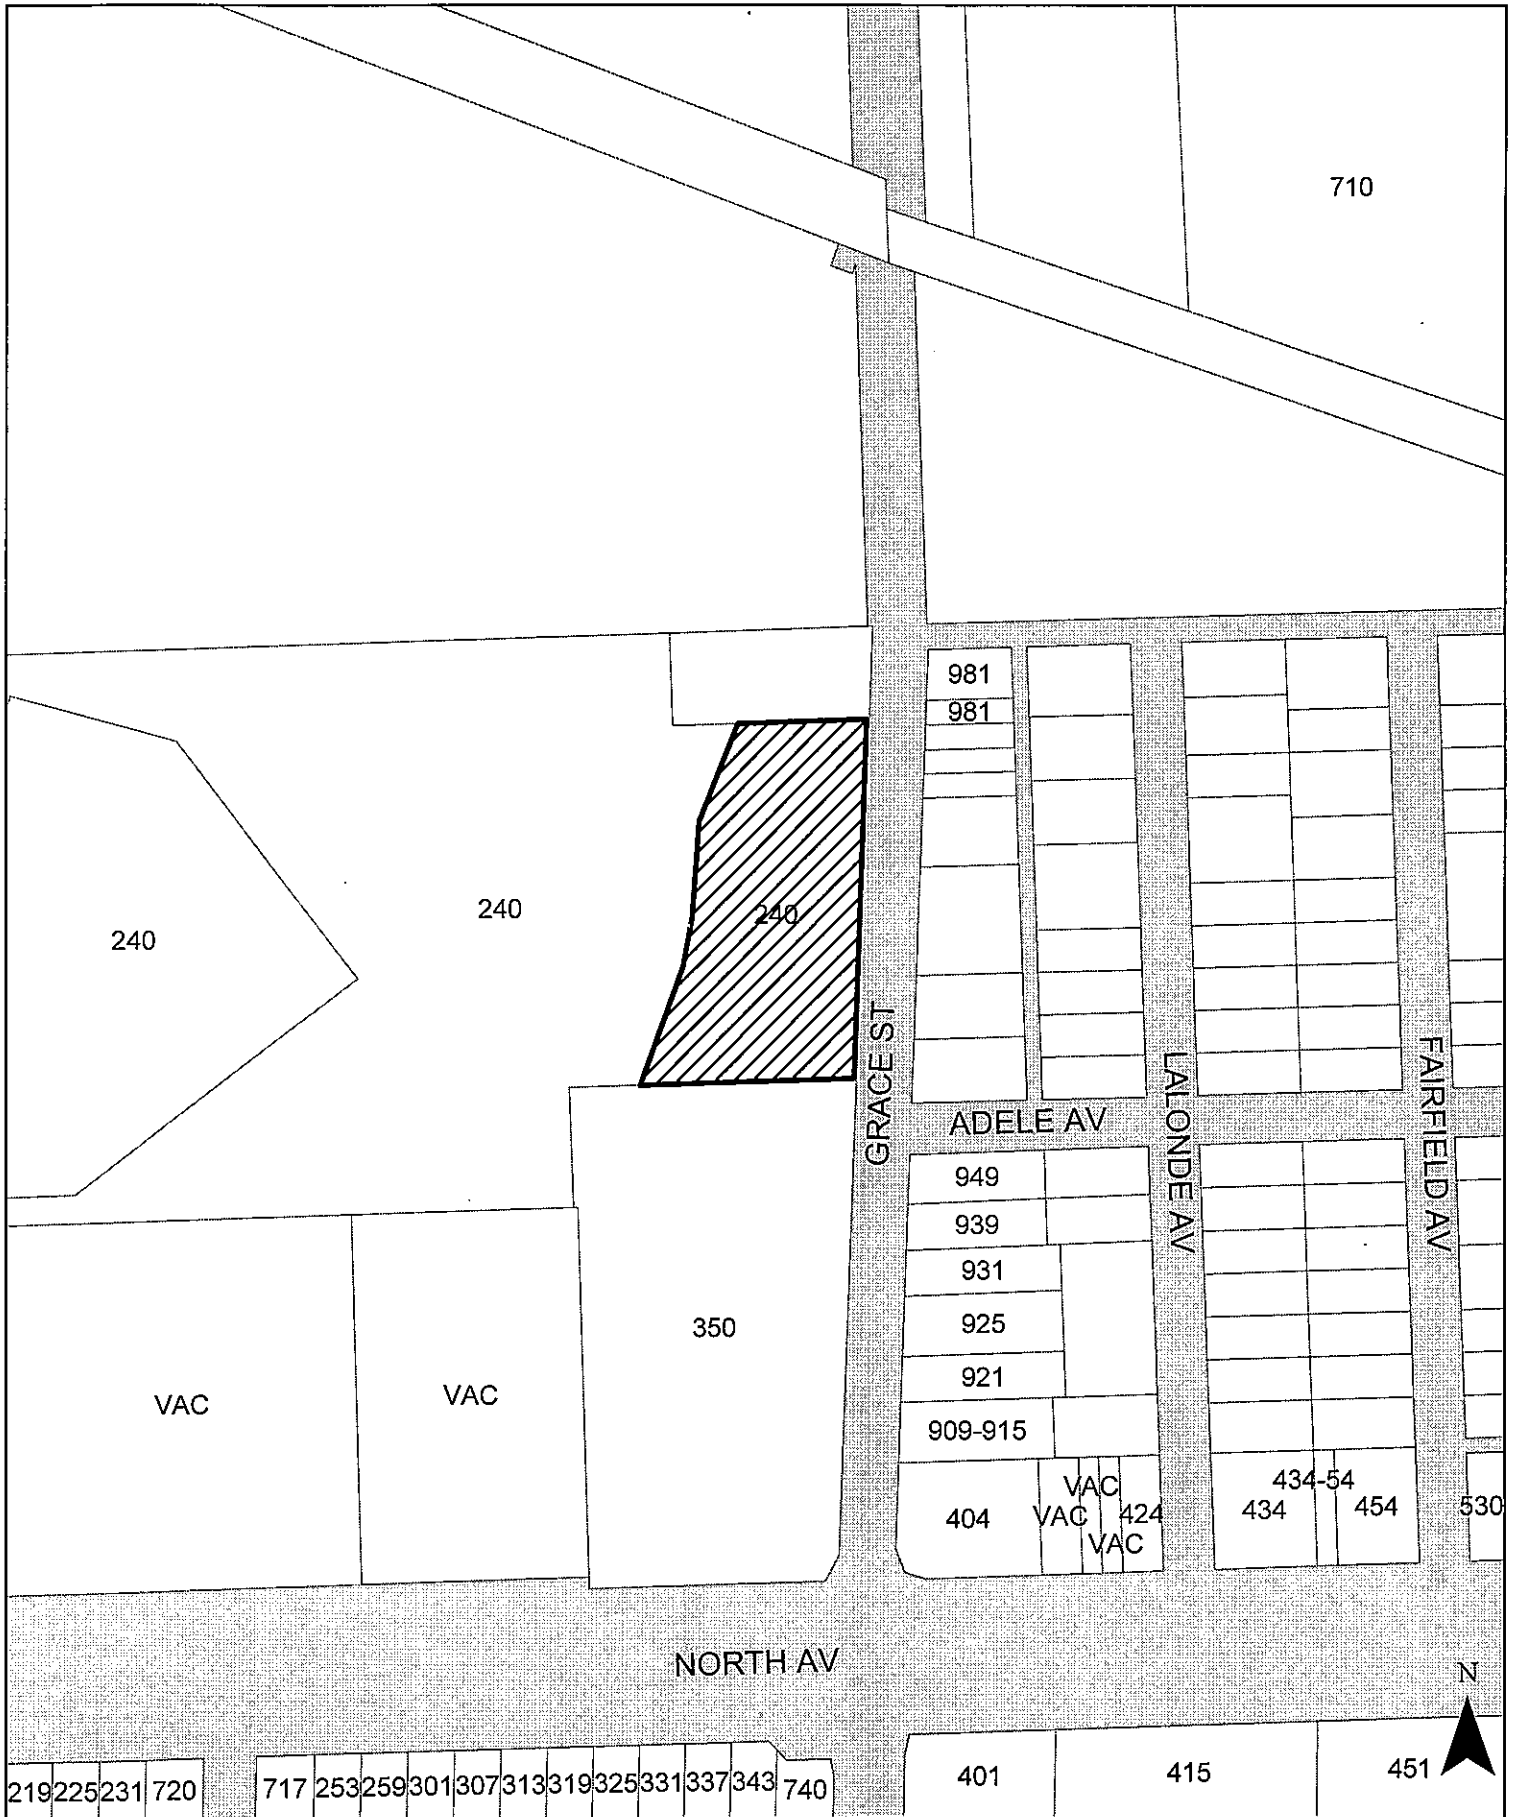 710
981
981
240
240
240
GRACE ST
ADELE AV
LALONDE AV
FAIRFIELD AV
949
939
931
925
921
909-915
350
VAC
VAC
404
VAC
VAC
VAC
424
434
434-54
454
530
NORTH AV
N
219 225 231 720 717 253 259 301 307 313 319 325 331 337 343 740 401 415 451